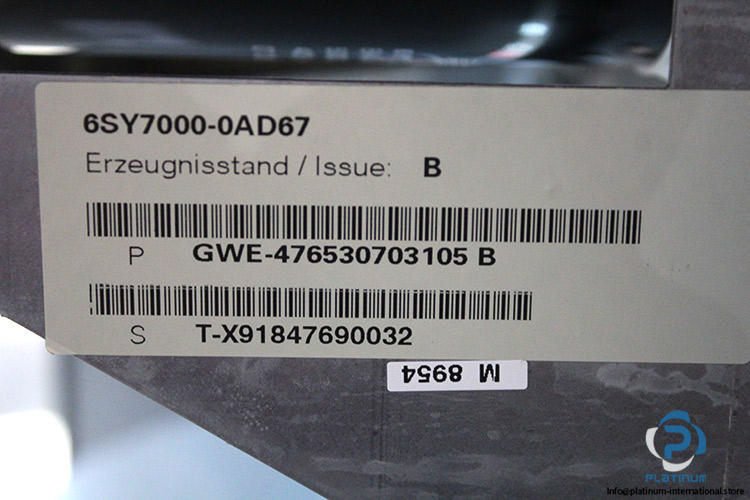 6SY7000-0AD67
Erzeugnisstand / Issue: B
P GWE-476530703105 B
S T-X91847690032
M 8954
PLATINUM
Info@platinum-international.store